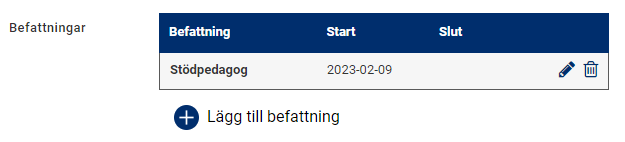 Befattningar
Befattning Start Slut
Stödpedagog 2023-02-09
Lägg till befattning